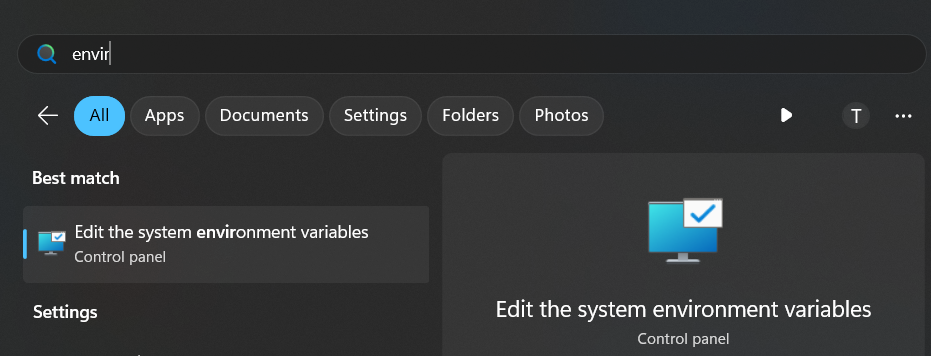 envir
All
Apps
Documents
Settings
Folders
Photos
T
Best match
Edit the system environment variables
Control panel
Settings
Edit the system environment variables
Control panel